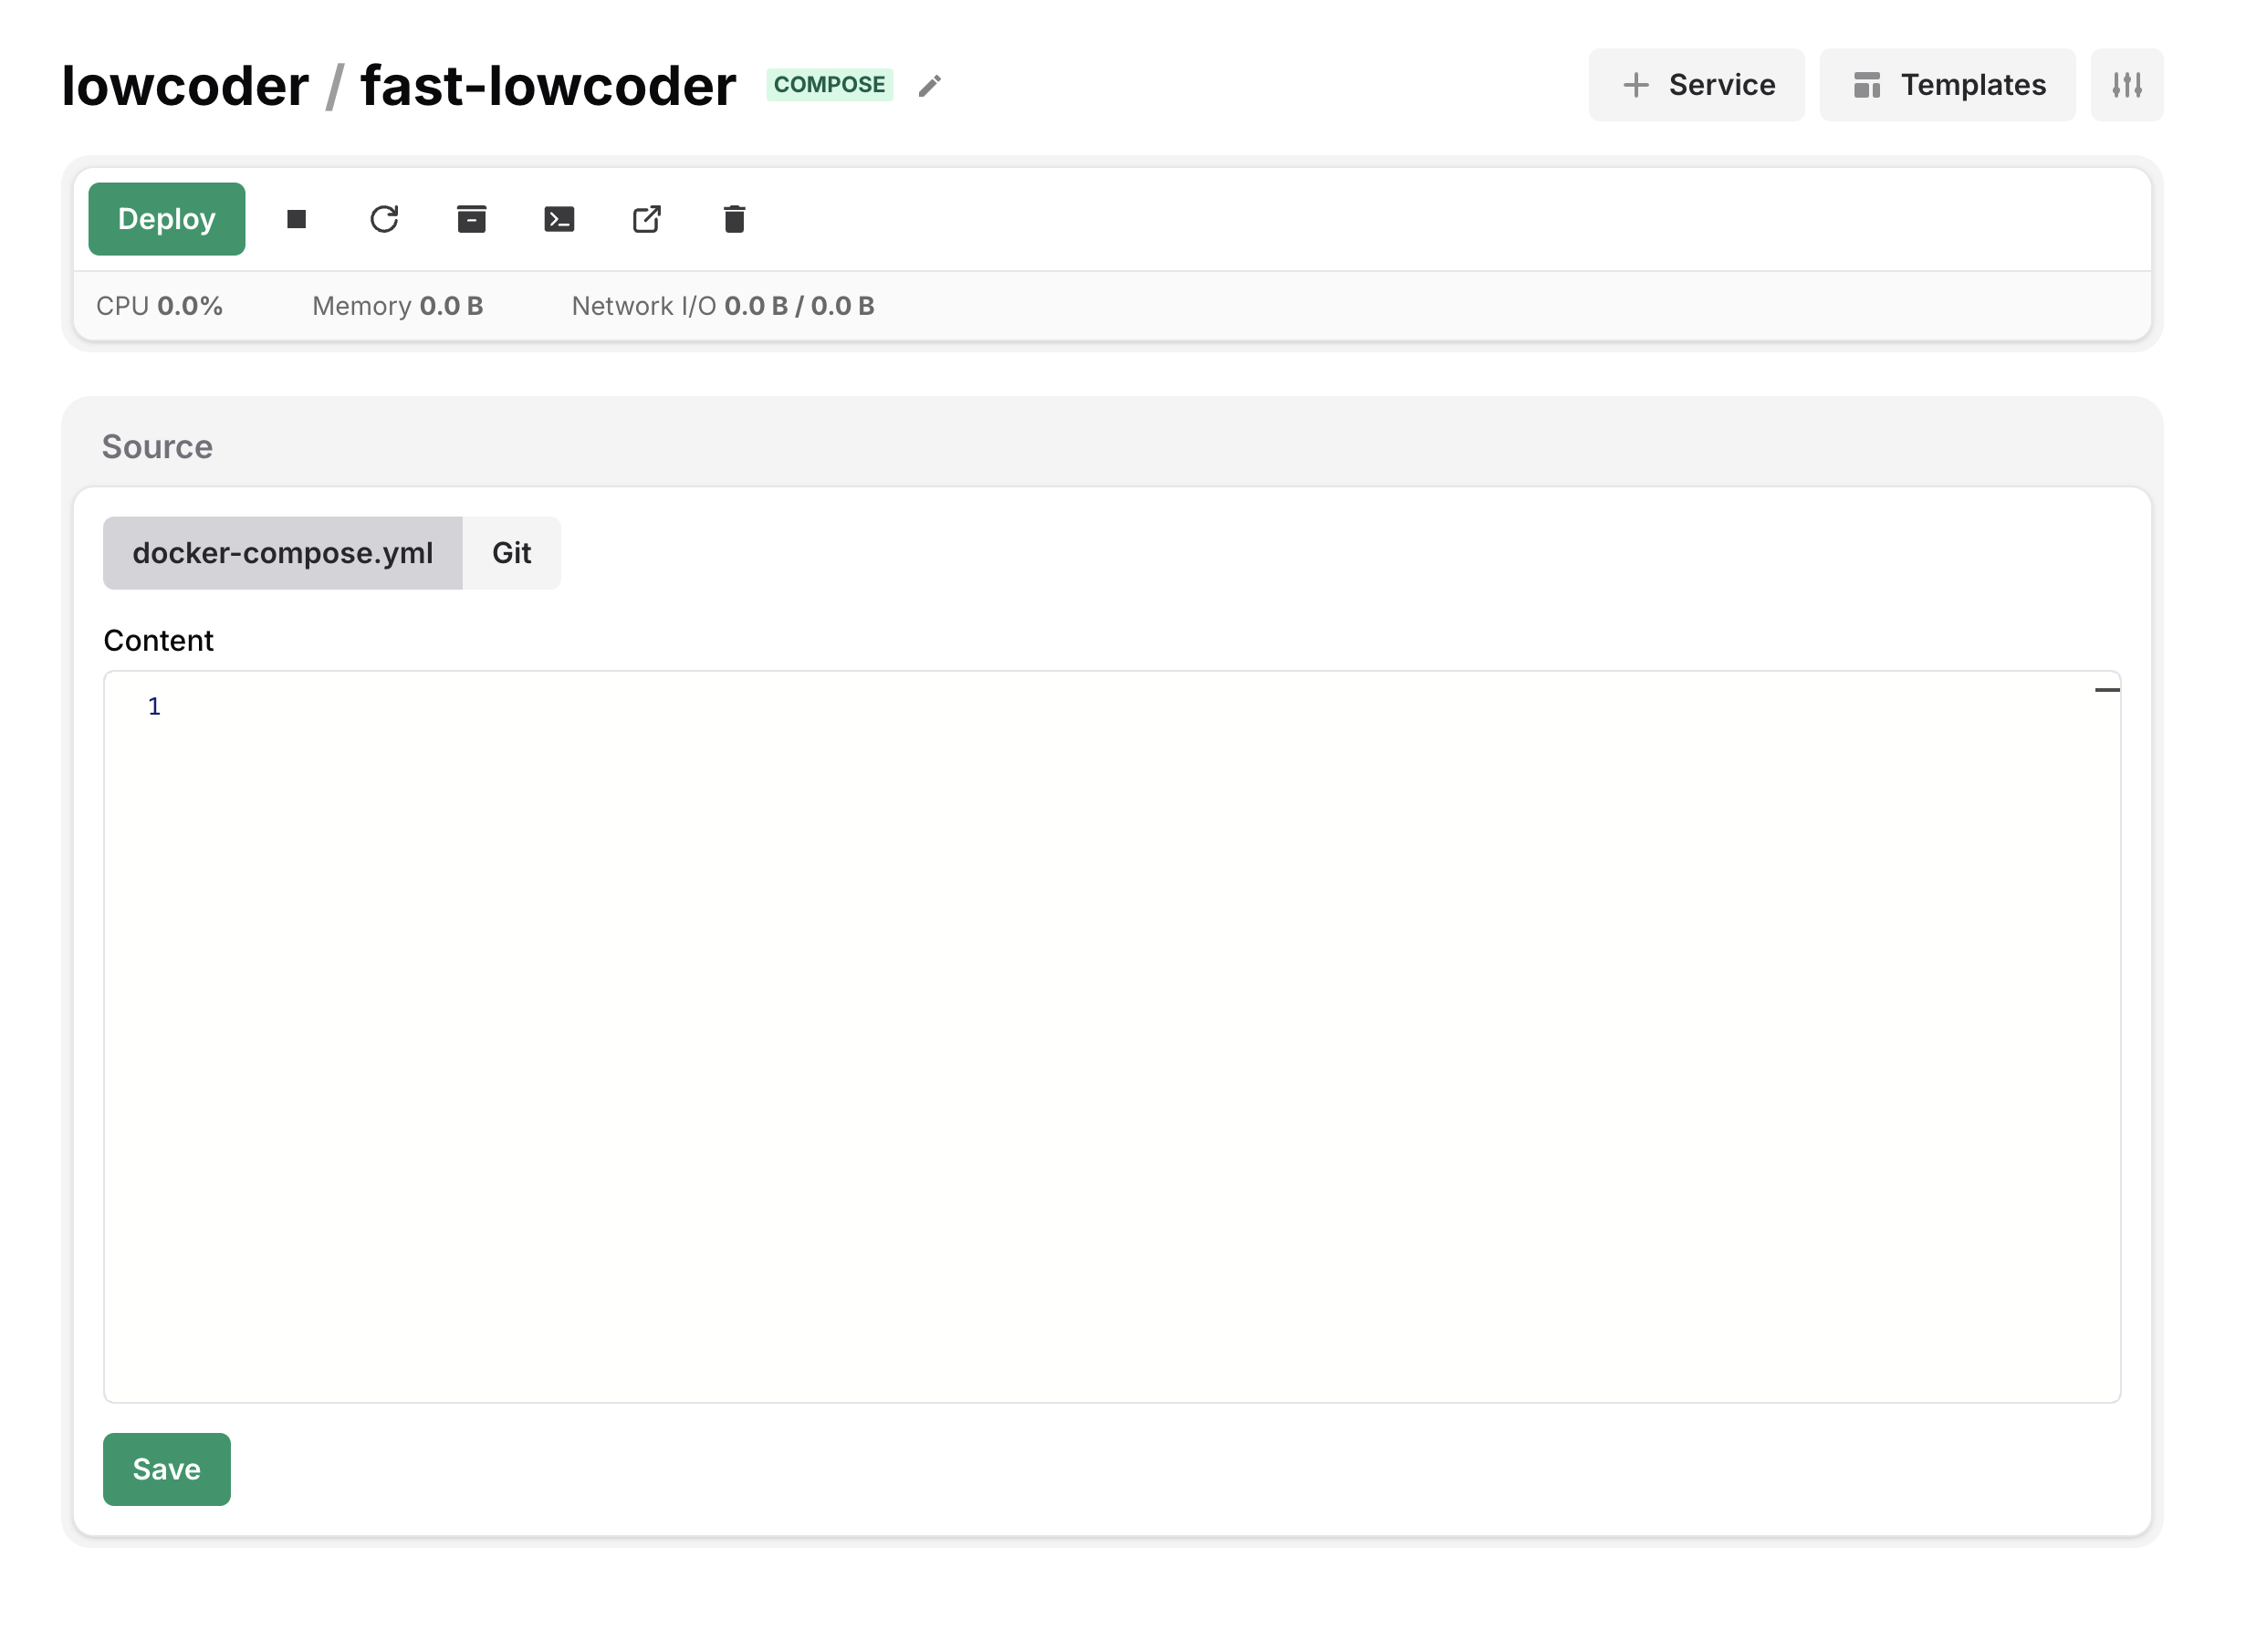 lowcoder / fast-lowcoder COMPOSE Service Templates
Deploy
CPU 0.0% Memory 0.0 B Network I/O 0.0 B / 0.0 B
Source
docker-compose.yml Git
Content
1
Save